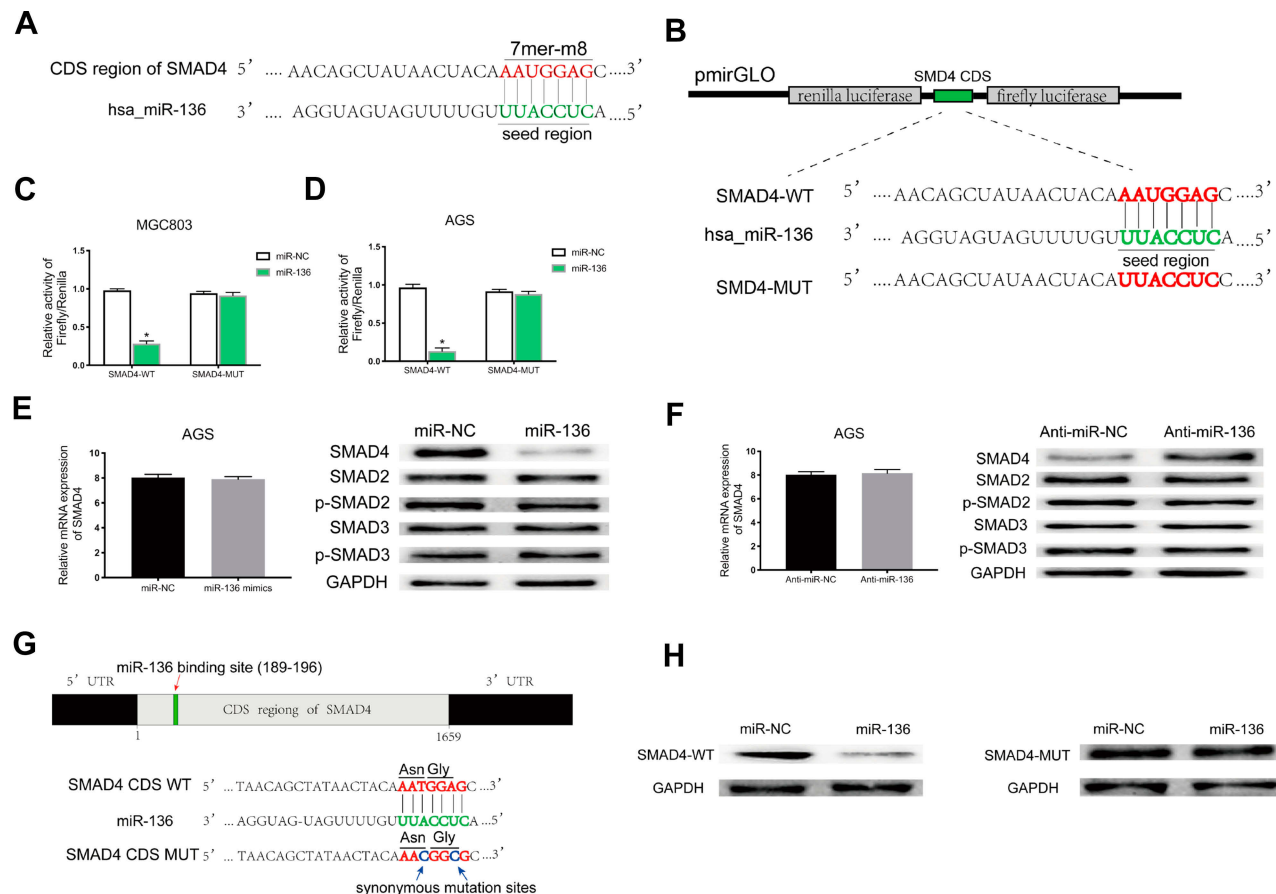 A
7mer-m8
CDS region of SMAD4 5' .... AACAGCUAUAACUACAAAUGGAGC....3'
hsa_miR-136 3' .... AGGUAGUAGUUUUGUUUACCUCA....5'
seed region
B
pmirGLO
SMD4 CDS
renilla luciferase
firefly luciferase
SMAD4-WT 5' ....AACAGCUAUAACUACAAAUGGAGC....3'
hsa_miR-136 3' .... AGGUAGUAGUUUUGUUUACCUCA....5'
seed region
SMD4-MUT 5' ....AACAGCUAUAACUACAUUACCUCC....3'
C
MGC803
Relative activity of
Firefly/Renilla
1.5
1.0
0.5
0.0
*
SMAD4-WT
SMAD4-MUT
miR-NC
miR-136
D
AGS
Relative activity of
Firefly/Renilla
1.5
1.0
0.5
0.0
*
SMAD4-WT
SMAD4-MUT
miR-NC
miR-136
E
AGS
Relative mRNA expression
of SMAD4
10
8
6
4
2
0
miR-NC
miR-136 mimics
miR-NC miR-136
SMAD4
SMAD2
p-SMAD2
SMAD3
p-SMAD3
GAPDH
F
AGS
Relative mRNA expression
of SMAD4
10
8
6
4
2
0
Anti-miR-NC
Anti-miR-136
Anti-miR-NC Anti-miR-136
SMAD4
SMAD2
p-SMAD2
SMAD3
p-SMAD3
GAPDH
G
miR-136 binding site (189-196)
5' UTR
3' UTR
CDS regiong of SMAD4
1
1659
Asn Gly
SMAD4 CDS WT 5' ...TAACAGCTATAACTACAAATGGAGC...3'
miR-136 3' ...AGGUAG-UAGUUUUGUUUACCUCA...5'
Asn Gly
SMAD4 CDS MUT 5' ...TAACAGCTATAACTACAAACGGCGC...3'
synonymous mutation sites
H
miR-NC miR-136
SMAD4-WT
GAPDH
miR-NC miR-136
SMAD4-MUT
GAPDH